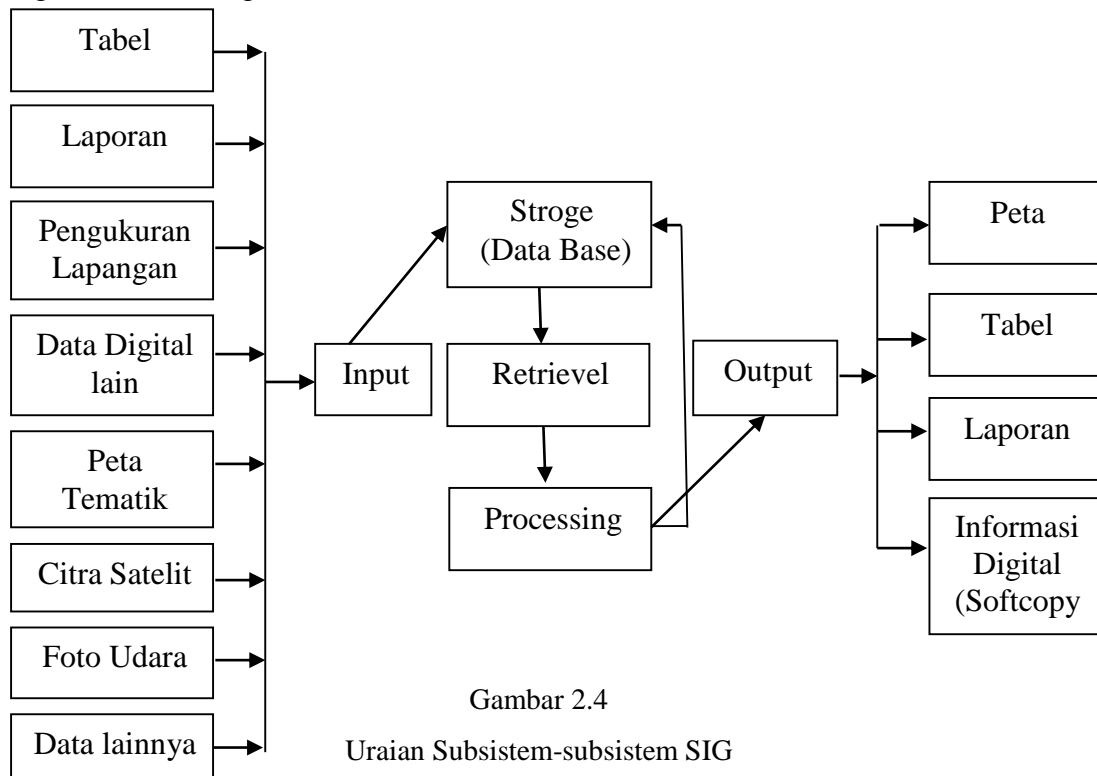 Tabel
Laporan
Pengukuran
Lapangan
Data Digital
lain
Peta
Tematik
Citra Satelit
Foto Udara
Data lainnya
Input
Stroge
(Data Base)
Retrievel
Processing
Output
Peta
Tabel
Laporan
Informasi
Digital
(Softcopy
Gambar 2.4
Uraian Subsistem-subsistem SIG